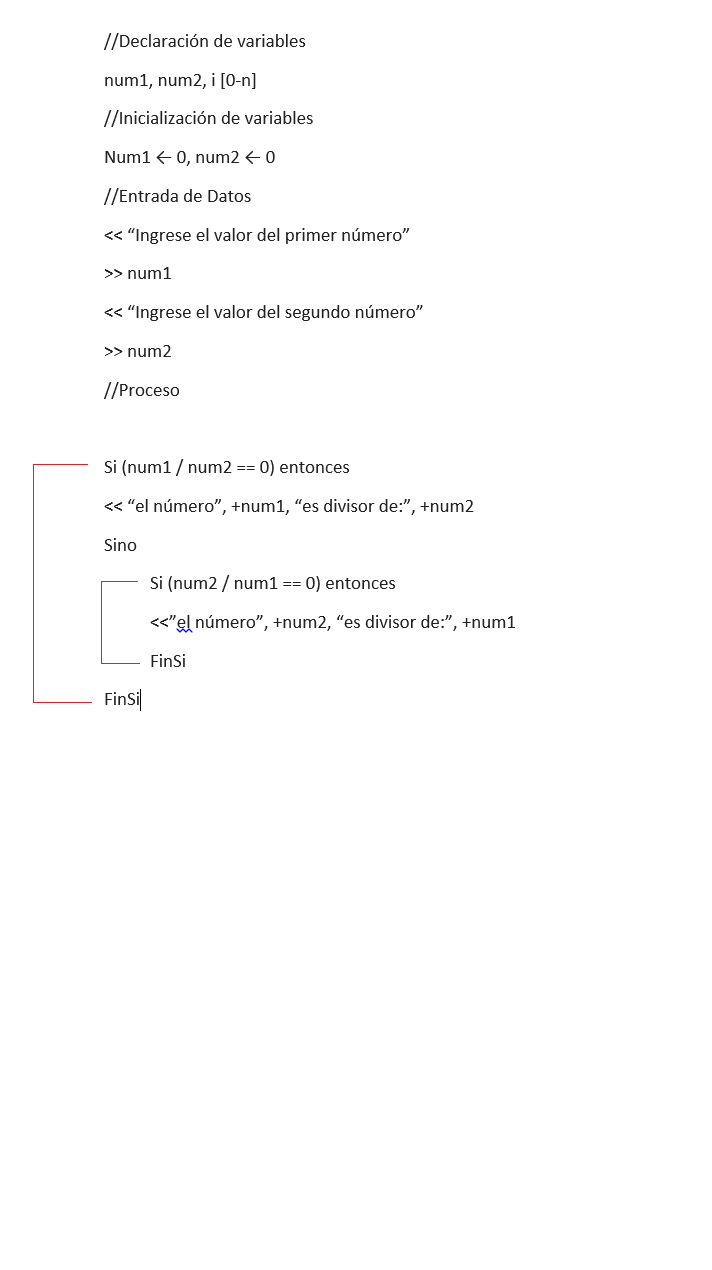 //Declaración de variables
num1, num2, i [0-n]
//Inicialización de variables
Num1 ← 0, num2 ← 0
//Entrada de Datos
<< “Ingrese el valor del primer número”
>> num1
<< “Ingrese el valor del segundo número”
>> num2
//Proceso
Si (num1 / num2 == 0) entonces
<< “el número”, +num1, “es divisor de:”, +num2
Sino
Si (num2 / num1 == 0) entonces
<<”el número”, +num2, “es divisor de:”, +num1
FinSi
FinSi